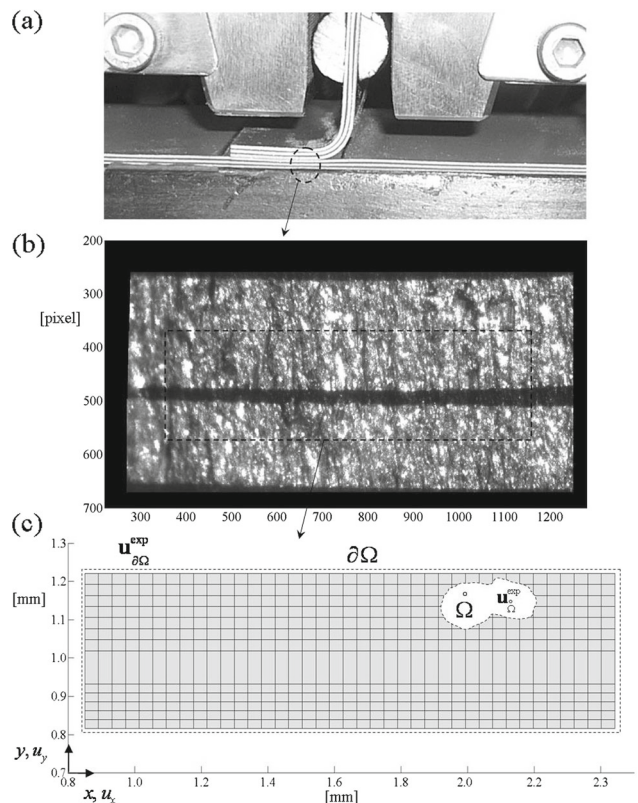 (a)
(b)
200
300
[pixel]
400
500
600
700
300 400 500 600 700 800 900 1000 1100 1200
(c)
u^exp_∂Ω
∂Ω
1.3
[mm]
1.2
1.1
1.0
0.9
0.8
0.7
Ω̊
u^exp_Ω̊
y, u_y
0.8 1.0 1.2 1.4 1.6 1.8 2.0 2.2 2.3
x, u_x
[mm]